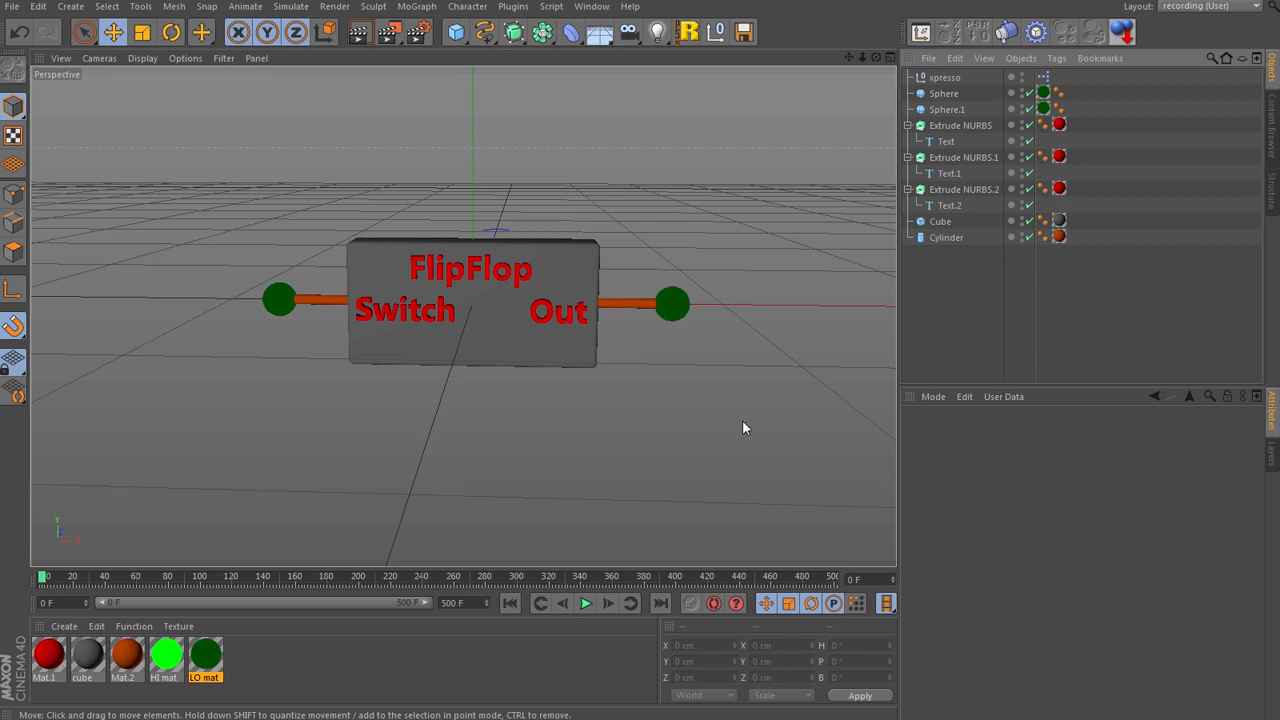 File Edit Create Select Tools Mesh Snap Animate Simulate Render Sculpt MoGraph Character Plugins Script Window Help Layout: recording (User)
X Y Z
View Cameras Display Options Filter Panel
File Edit View Objects Tags Bookmarks
Perspective
xpresso
Sphere
Sphere.1
Extrude NURBS
Text
Extrude NURBS.1
Text.1
Extrude NURBS.2
Text.2
Cube
Cylinder
Objects
Content Browser
Structure
FlipFlop
Switch Out
Mode Edit User Data
Attributes
Layers
Y
X
0 20 40 60 80 100 120 140 160 180 200 220 240 260 280 300 320 340 360 380 400 420 440 460 480 500 0 F
0 F 0 F 500 F 500 F
Create Edit Function Texture
-- -- --
X 0 cm X 0 cm H 0 °
Y 0 cm Y 0 cm P 0 °
Z 0 cm Z 0 cm B 0 °
World Scale Apply
Mat.1 cube Mat.2 HI mat LO mat
MAXON
CINEMA 4D
Move: Click and drag to move elements. Hold down SHIFT to quantize movement / add to the selection in point mode, CTRL to remove.